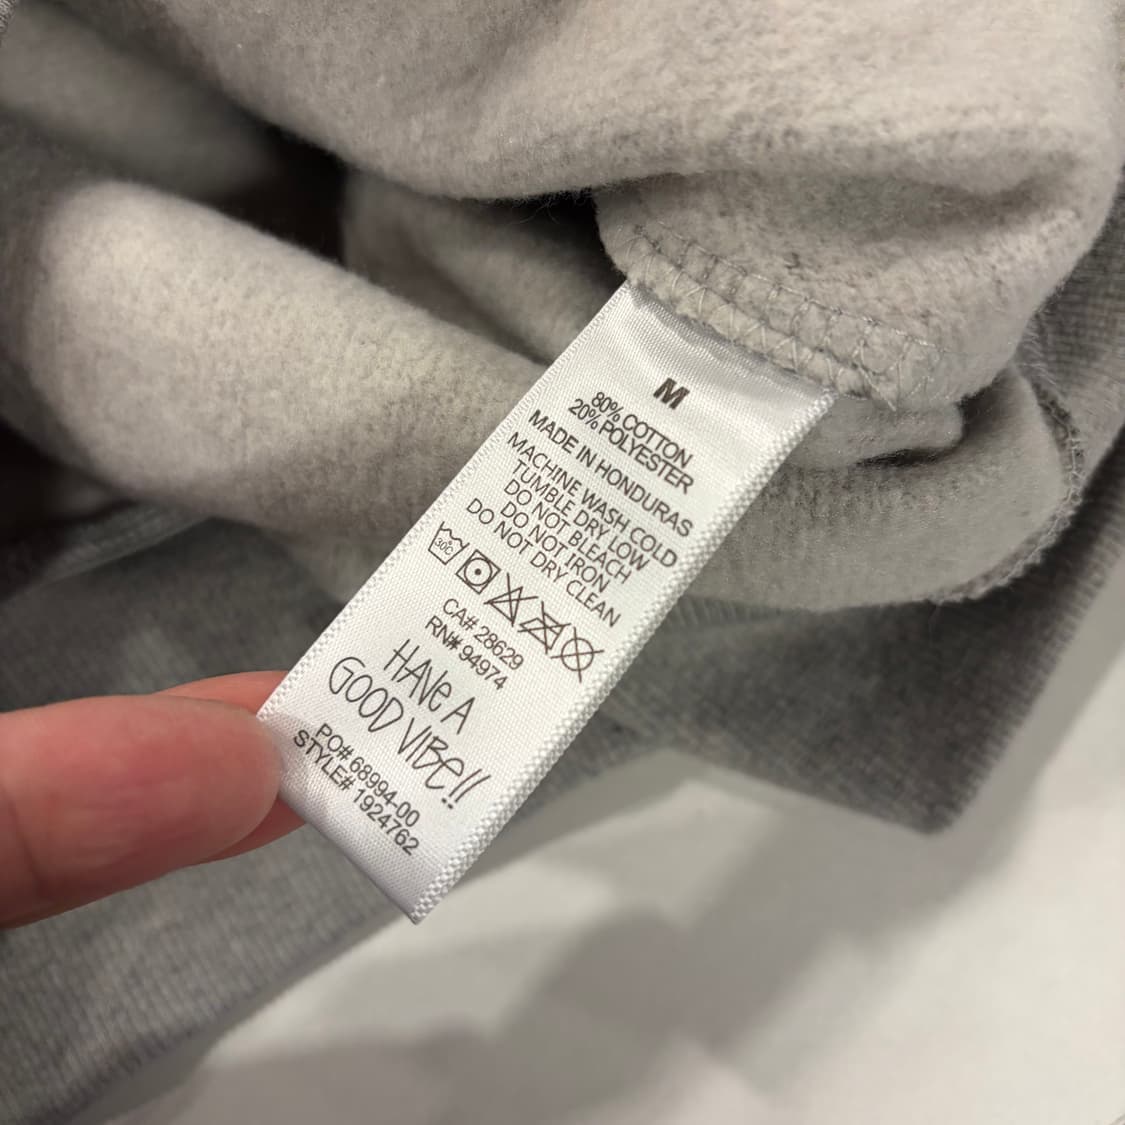 M
80% COTTON
20% POLYESTER
MADE IN HONDURAS
MACHINE WASH COLD
TUMBLE DRY LOW
DO NOT BLEACH
DO NOT IRON
DO NOT DRY CLEAN
30C
CA# 28629
RN# 94974
HAVE A
GOOD VIBE!!
PO# 68994-00
STYLE# 1924762